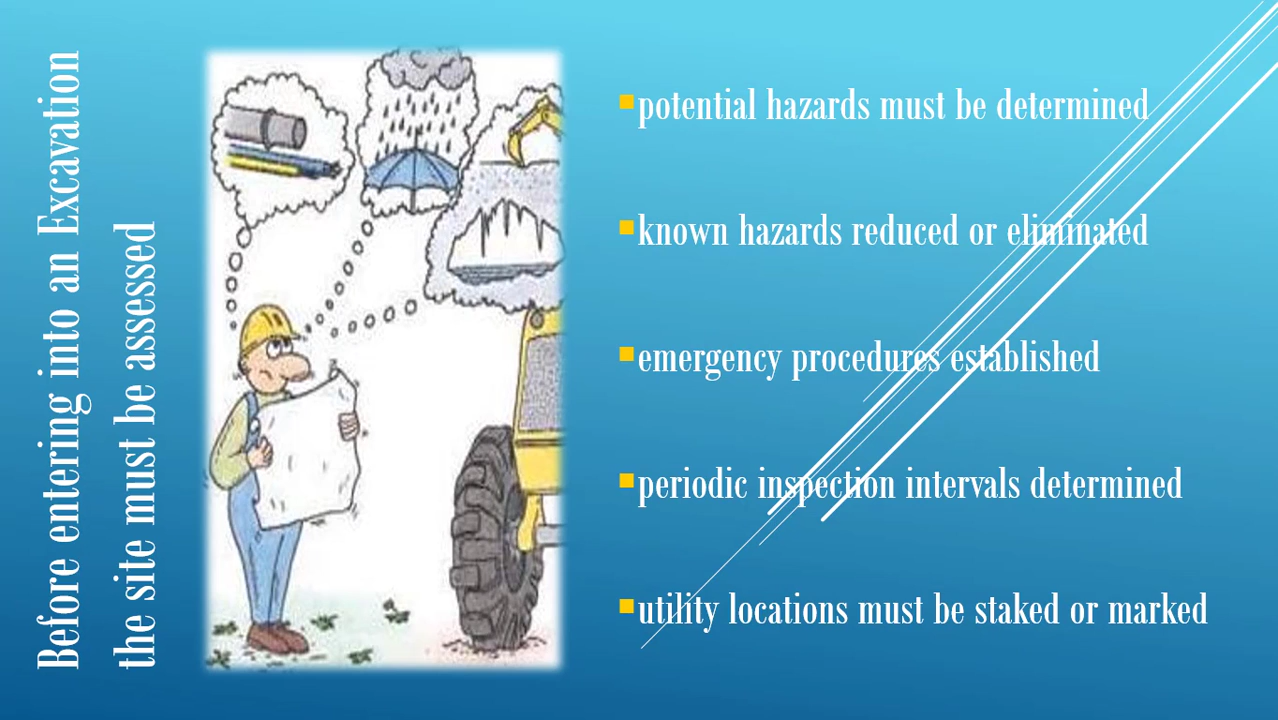 Before entering into an Excavation
the site must be assessed
potential hazards must be determined
known hazards reduced or eliminated
emergency procedures established
periodic inspection intervals determined
utility locations must be staked or marked